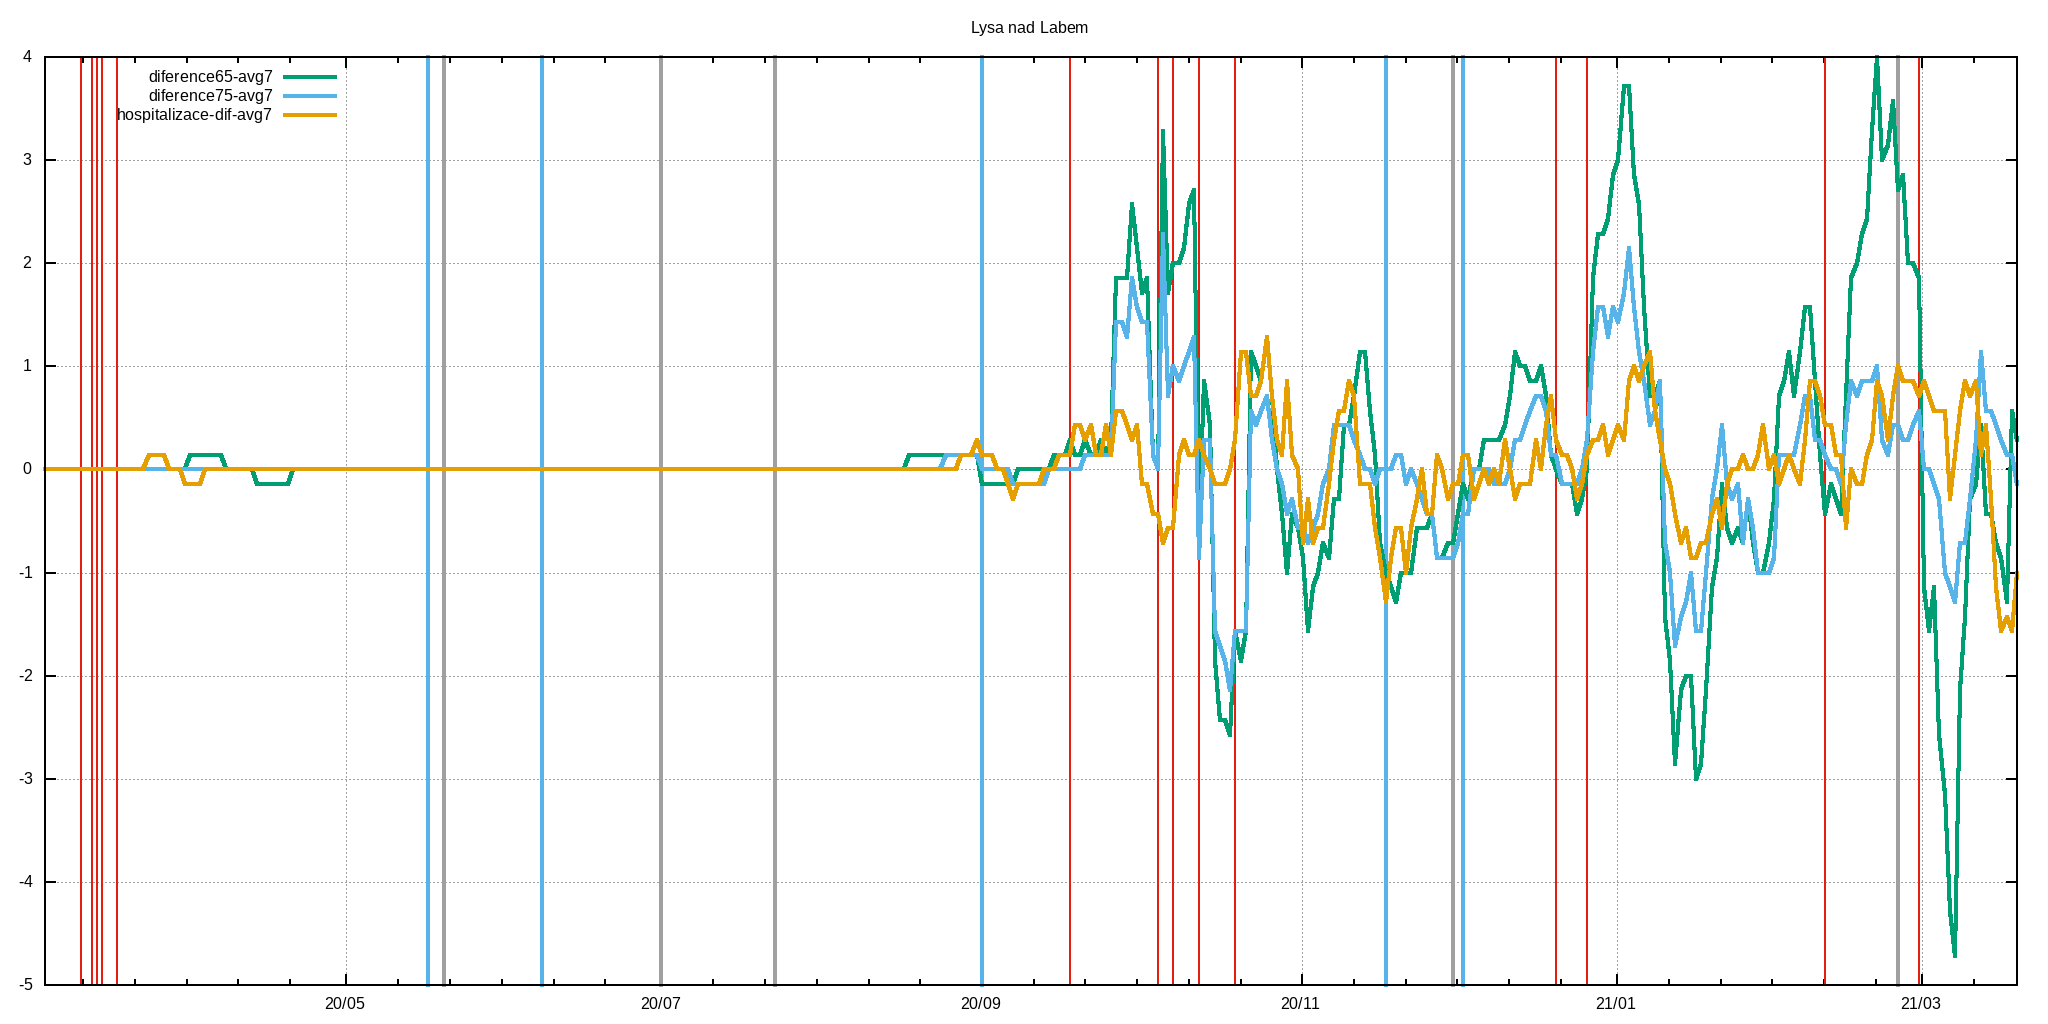 Lysa nad Labem
diference65-avg7
diference75-avg7
hospitalizace-dif-avg7
4
3
2
1
0
-1
-2
-3
-4
-5
20/05 20/07 20/09 20/11 21/01 21/03